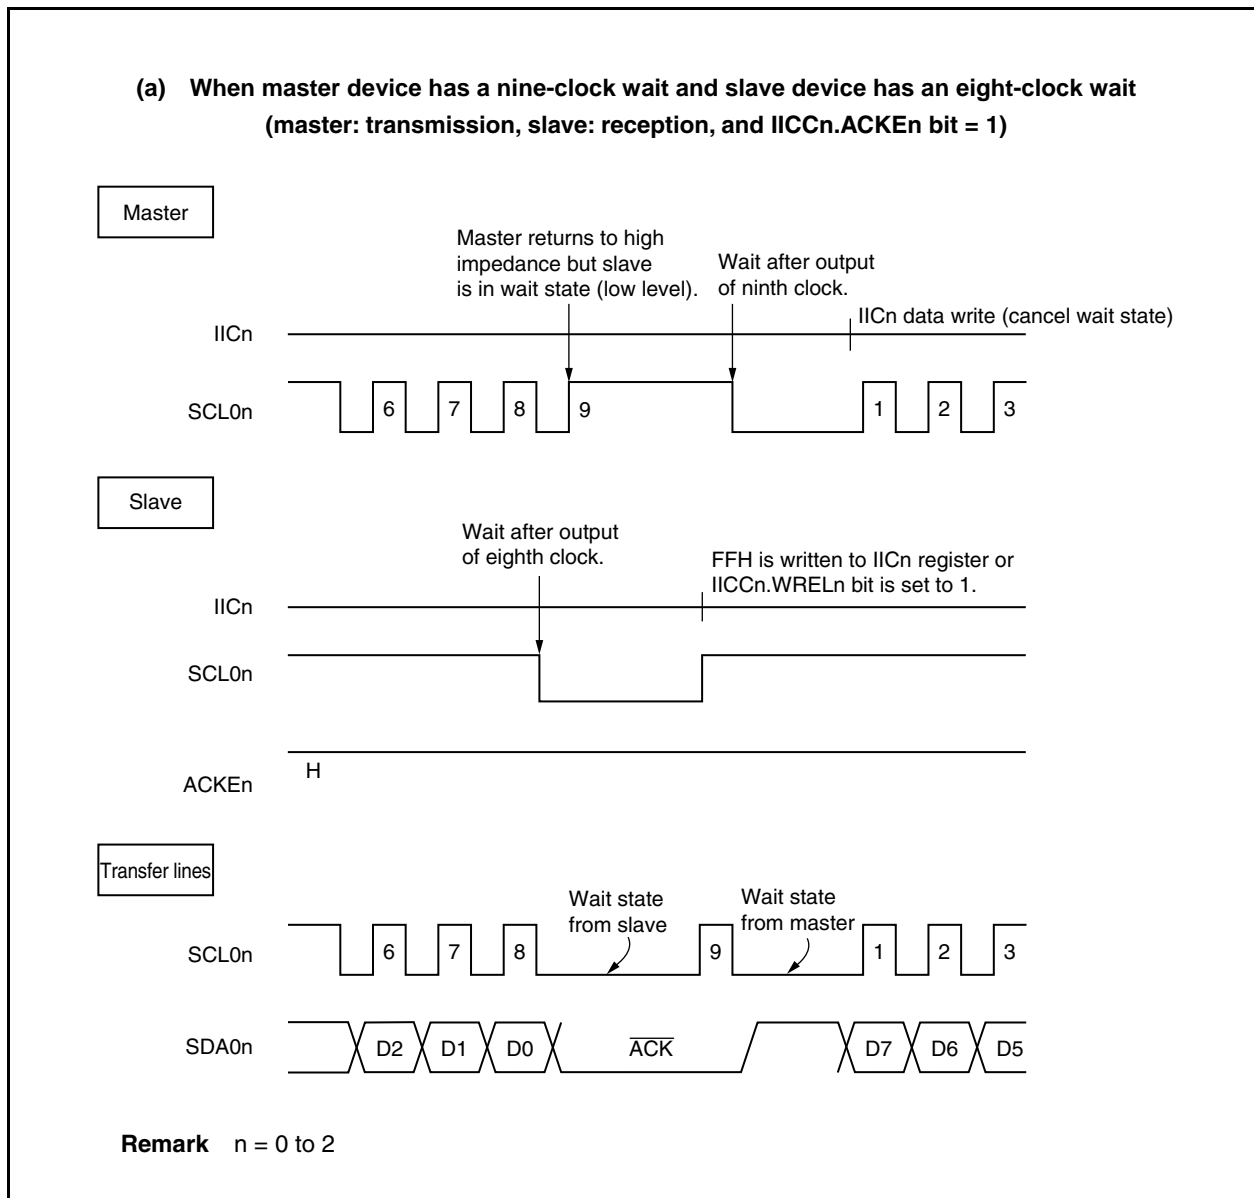 (a) When master device has a nine-clock wait and slave device has an eight-clock wait
(master: transmission, slave: reception, and IICCn.ACKEn bit = 1)
Master
Master returns to high
impedance but slave
is in wait state (low level).
Wait after output
of ninth clock.
IICn data write (cancel wait state)
IICn
SCL0n
6 7 8 9 1 2 3
Slave
Wait after output
of eighth clock.
FFH is written to IICn register or
IICCn.WRELn bit is set to 1.
IICn
SCL0n
H
ACKEn
Transfer lines
Wait state
from slave
Wait state
from master
SCL0n
6 7 8 9 1 2 3
SDA0n
D2 D1 D0 ACK D7 D6 D5
Remark n = 0 to 2